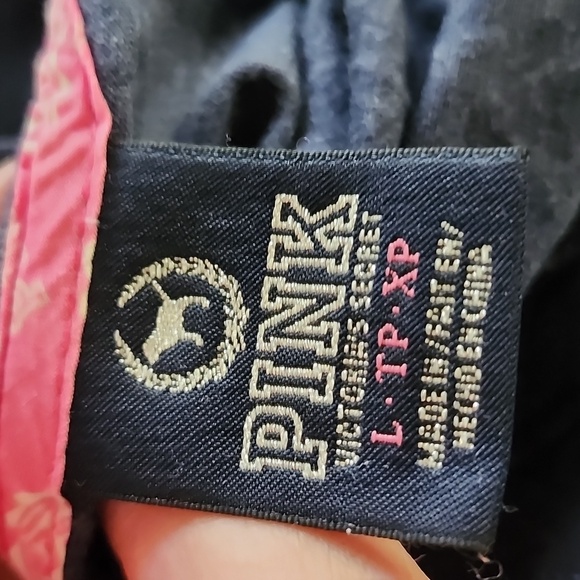 PINK
VICTORIA'S SECRET
L · TP · XP
MADE IN/FAIT EN/
HECHO EN CHINA